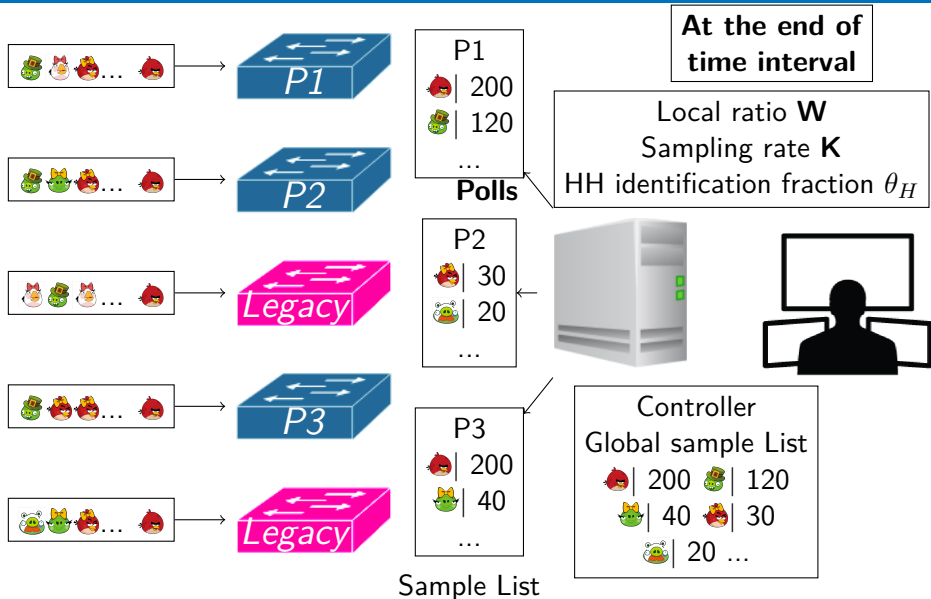 ... P1
P1
| 200
| 120
...
At the end of
time interval
Local ratio W
Sampling rate K
HH identification fraction θ_H
... P2
Polls
P2
| 30
| 20
...
... Legacy
... P3
P3
| 200
| 40
...
... Legacy
Controller
Global sample List
| 200 | 120
| 40 | 30
| 20 ...
Sample List